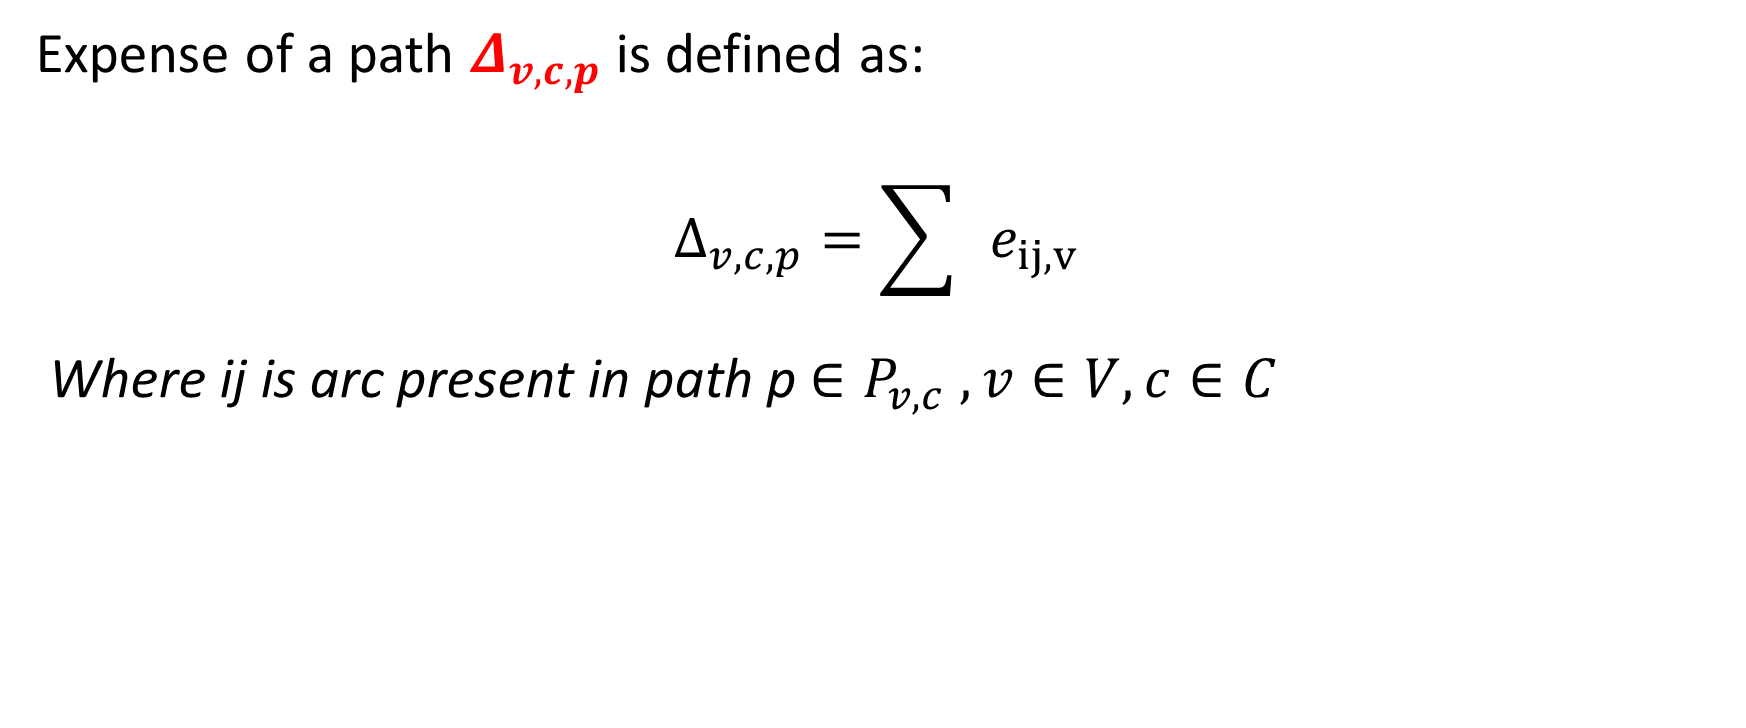 Expense of a path Δ_{v,c,p} is defined as:
Δ_{v,c,p} = ∑ e_{ij,v}
Where ij is arc present in path p ∈ P_{v,c} , v ∈ V, c ∈ C